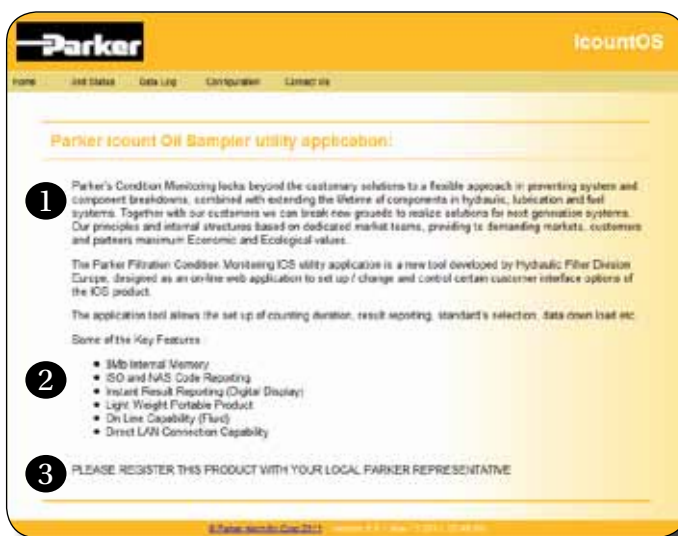 Parker
IcountOS
Home Unit Status Data Log Configuration Contact Us
Parker Icount Oil Sampler utility application:
1
Parker's Condition Monitoring looks beyond the customary solutions to a flexible approach in preventing system and
component breakdowns, combined with extending the lifetime of components in hydraulic, lubrication and fuel
systems. Together with our customers we can break new grounds to realize solutions for next generation systems.
Our principles and internal structures based on dedicated market teams, providing to demanding markets, customers
and partners maximum Economic and Ecological values.
The Parker Filtration Condition Monitoring IOS utility application is a new tool developed by Hydraulic Filter Division
Europe, designed as an on-line web application to set up / change and control certain customer interface options of
the IOS product.
The application tool allows the set up of counting duration, result reporting, standard's selection, data down load etc.
Some of the Key Features
2
Internal Memory
ISO and NAS Code Reporting
Instant Result Reporting (Digital Display)
Light Weight Portable Product
On Line Capability (Fluid)
Direct LAN Connection Capability
3
PLEASE REGISTER THIS PRODUCT WITH YOUR LOCAL PARKER REPRESENTATIVE
© Parker Hannifin Corp 2011